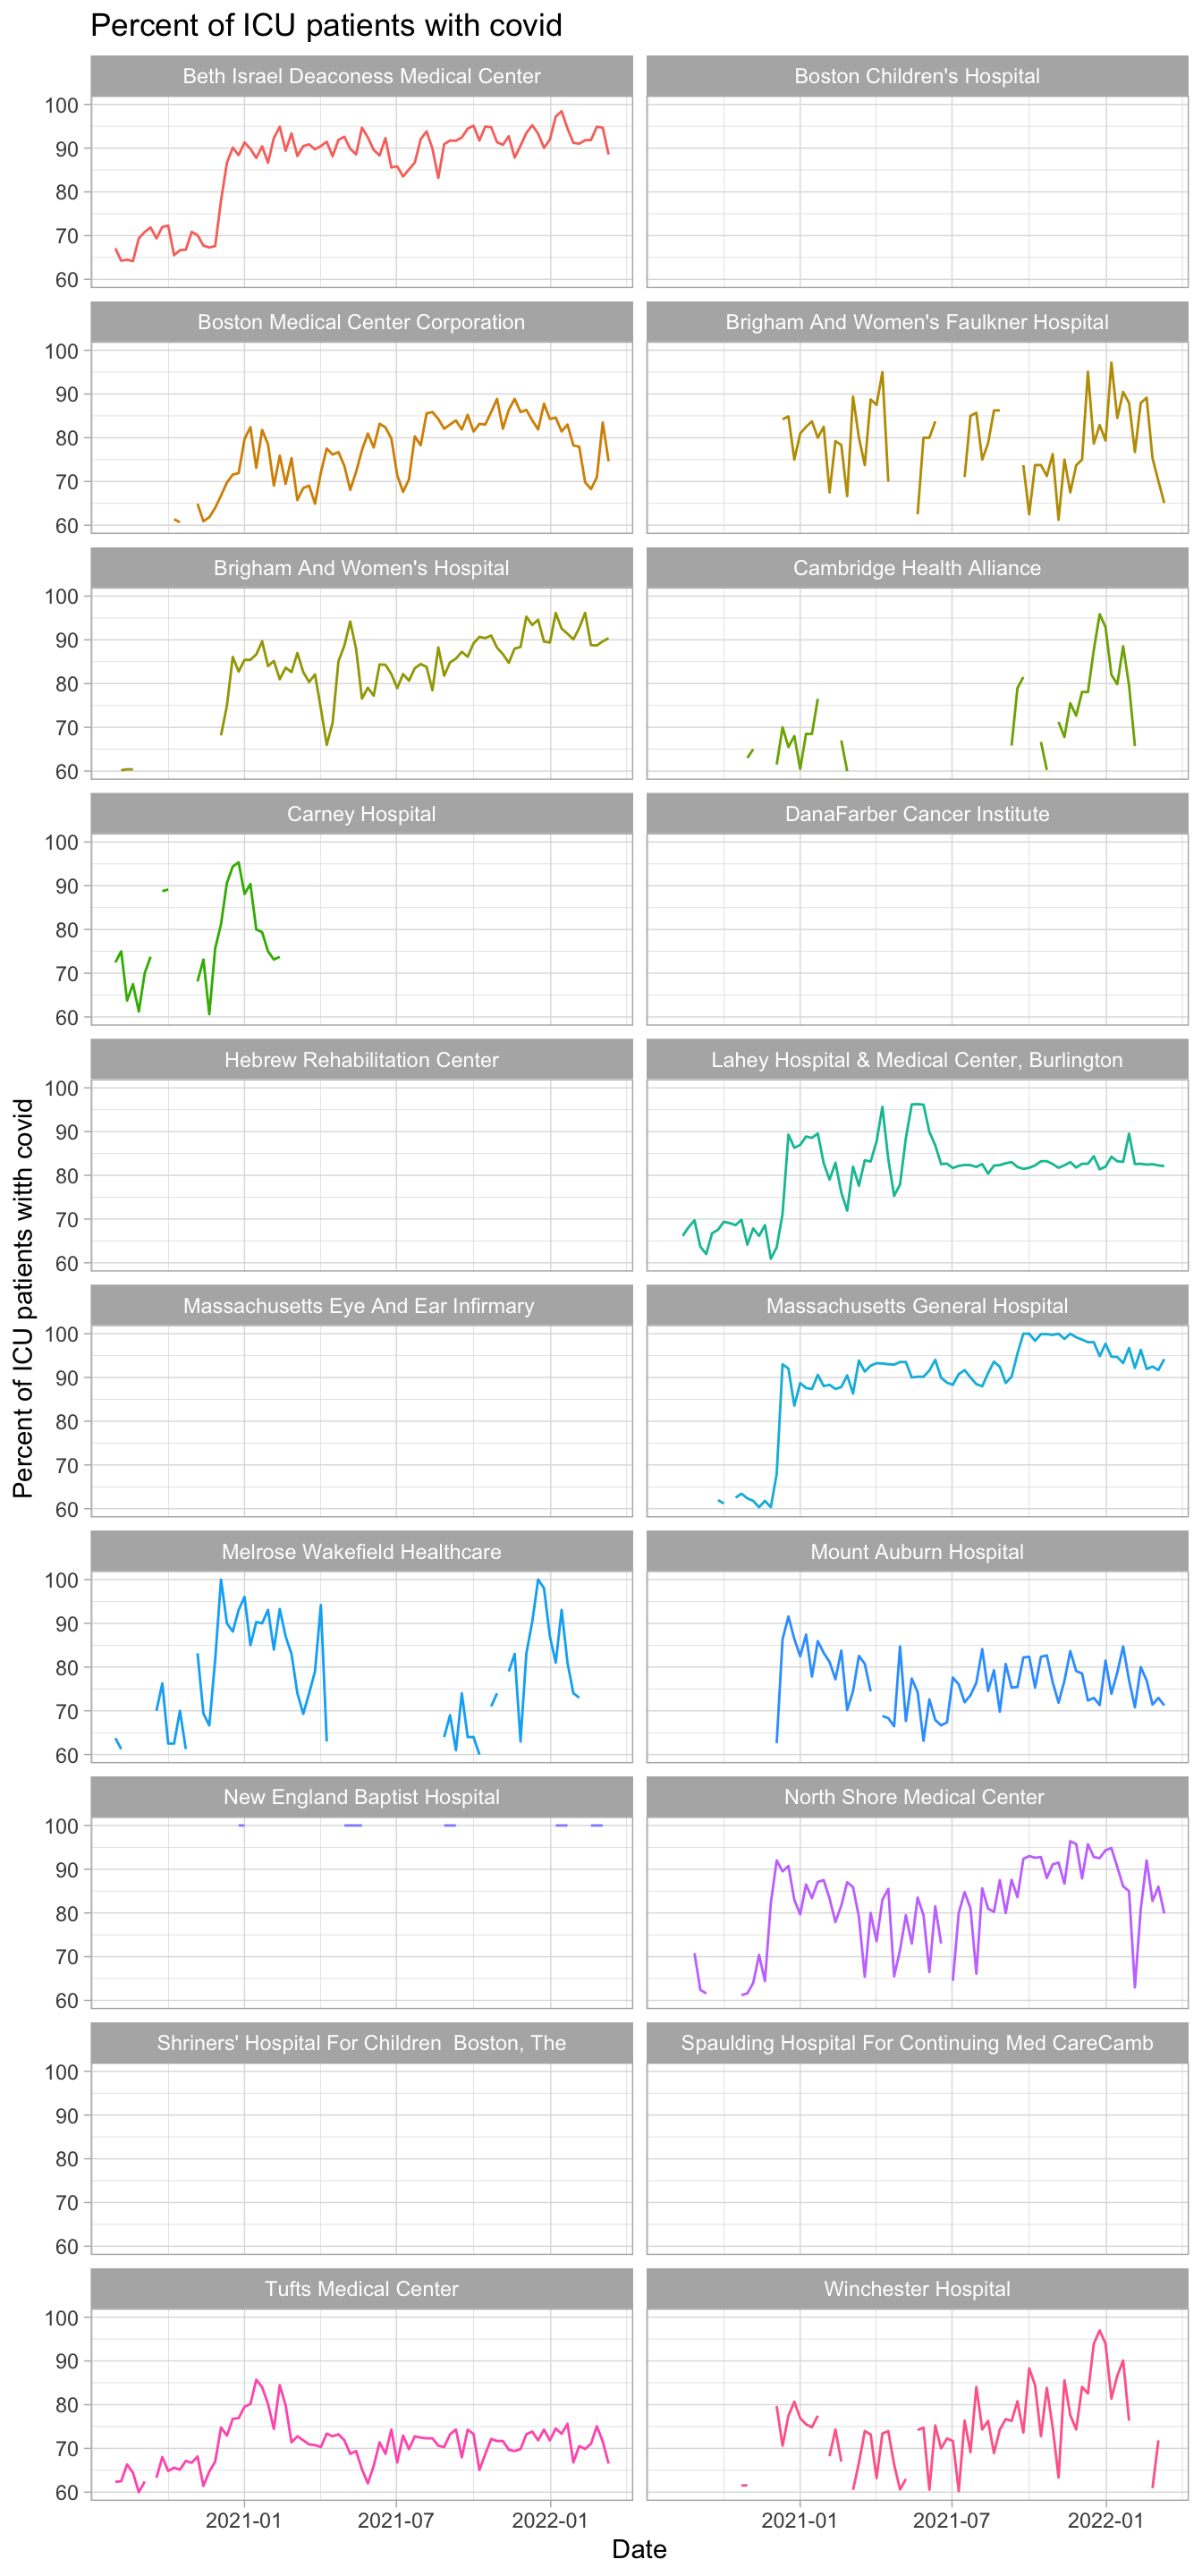 Percent of ICU patients with covid
Beth Israel Deaconess Medical Center
Boston Children's Hospital
100
90
80
70
60
Boston Medical Center Corporation
Brigham And Women's Faulkner Hospital
100
90
80
70
60
Brigham And Women's Hospital
Cambridge Health Alliance
100
90
80
70
60
Carney Hospital
DanaFarber Cancer Institute
100
90
80
70
60
Hebrew Rehabilitation Center
Lahey Hospital & Medical Center, Burlington
100
90
80
70
60
Percent of ICU patients with covid
Massachusetts Eye And Ear Infirmary
Massachusetts General Hospital
100
90
80
70
60
Melrose Wakefield Healthcare
Mount Auburn Hospital
100
90
80
70
60
New England Baptist Hospital
North Shore Medical Center
100
90
80
70
60
Shriners' Hospital For Children  Boston, The
Spaulding Hospital For Continuing Med CareCamb
100
90
80
70
60
Tufts Medical Center
Winchester Hospital
100
90
80
70
60
2021-01 2021-07 2022-01 2021-01 2021-07 2022-01
Date